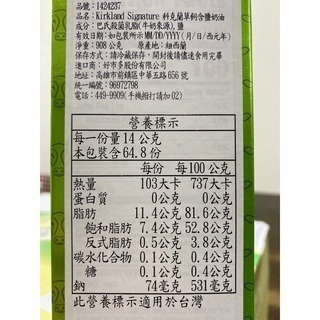 品號：1424237
品名：Kirkland Signature 科克蘭草飼含鹽奶油
成分：巴氏殺菌乳脂(牛奶來源),鹽
有效日期：如包裝所示MM/DD/YYYY(月/日/西元年)
淨重：908 公克　原產地：紐西蘭
保存方式：請冷藏保存，開封後請儘速食用完畢
進口商：好市多股份有限公司
地址：高雄市前鎮區中華五路 656 號
統一編號：96972798
電話：449-9909(手機撥打請加02)
營養標示
每一份量 14 公克
本包裝含 64.8 份
每份 每 100 公克
熱量 103大卡 737大卡
蛋白質 0公克 0公克
脂肪 11.4公克 81.6公克
飽和脂肪 7.4公克 52.8公克
反式脂肪 0.5公克 3.8公克
碳水化合物 0.1公克 0.4公克
糖 0.1公克 0.4公克
鈉 74毫克 531毫克
此營養標示適用於台灣